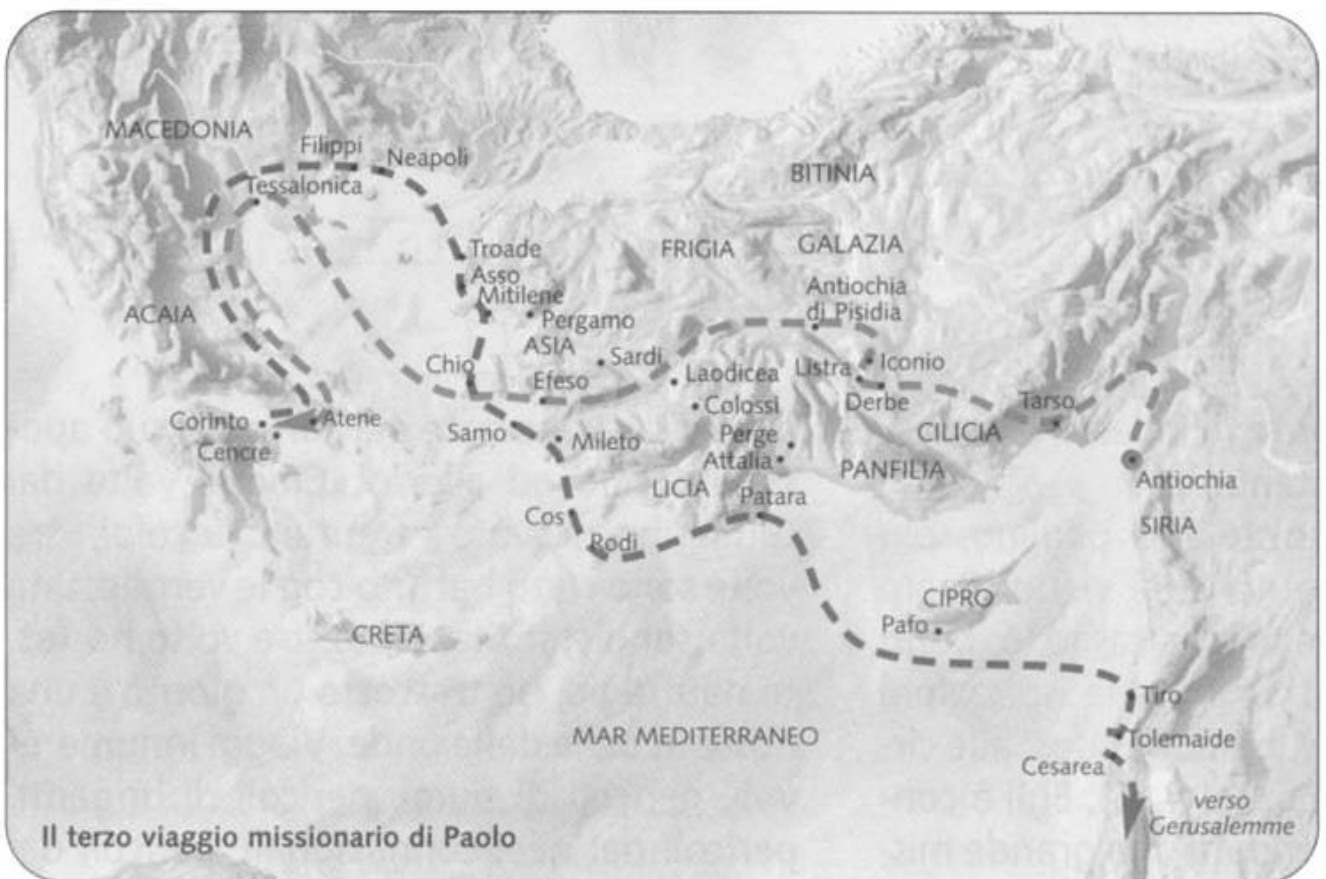 MACEDONIA
Filippi
Neapoli
Tessalonica
BITINIA
Troade
FRIGIA
GALAZIA
Asso
Mitilene
Antiochia
di Pisidia
ACAIA
Pergamo
ASIA
Chio
Sardi
Iconio
Listra
Efeso
Laodicea
Derbe
Tarso
Corinto
Atene
Colossi
Cencre
Samo
Mileto
Perge
CILICIA
Attalia
PANFILIA
Antiochia
LICIA
Patara
SIRIA
Cos
Rodi
CIPRO
Pafo
CRETA
Tiro
MAR MEDITERRANEO
Tolemaide
Cesarea
verso
Gerusalemme
Il terzo viaggio missionario di Paolo